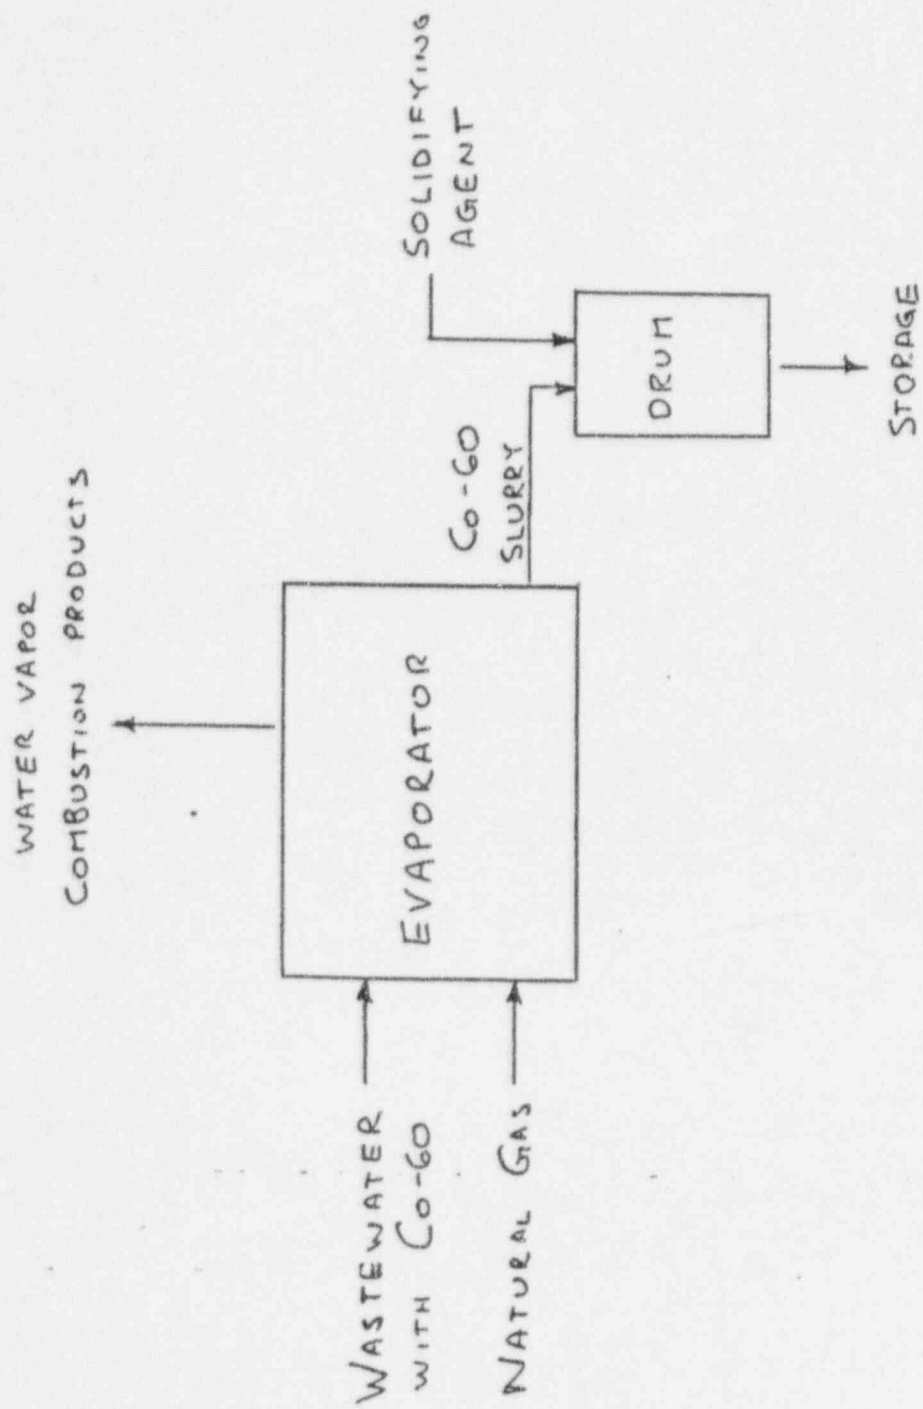 WATER VAPOR
COMBUSTION PRODUCTS
WASTEWATER
WITH CO-60
NATURAL GAS
EVAPORATOR
CO-60
SLURRY
SOLIDIFYING
AGENT
DRUM
STORAGE